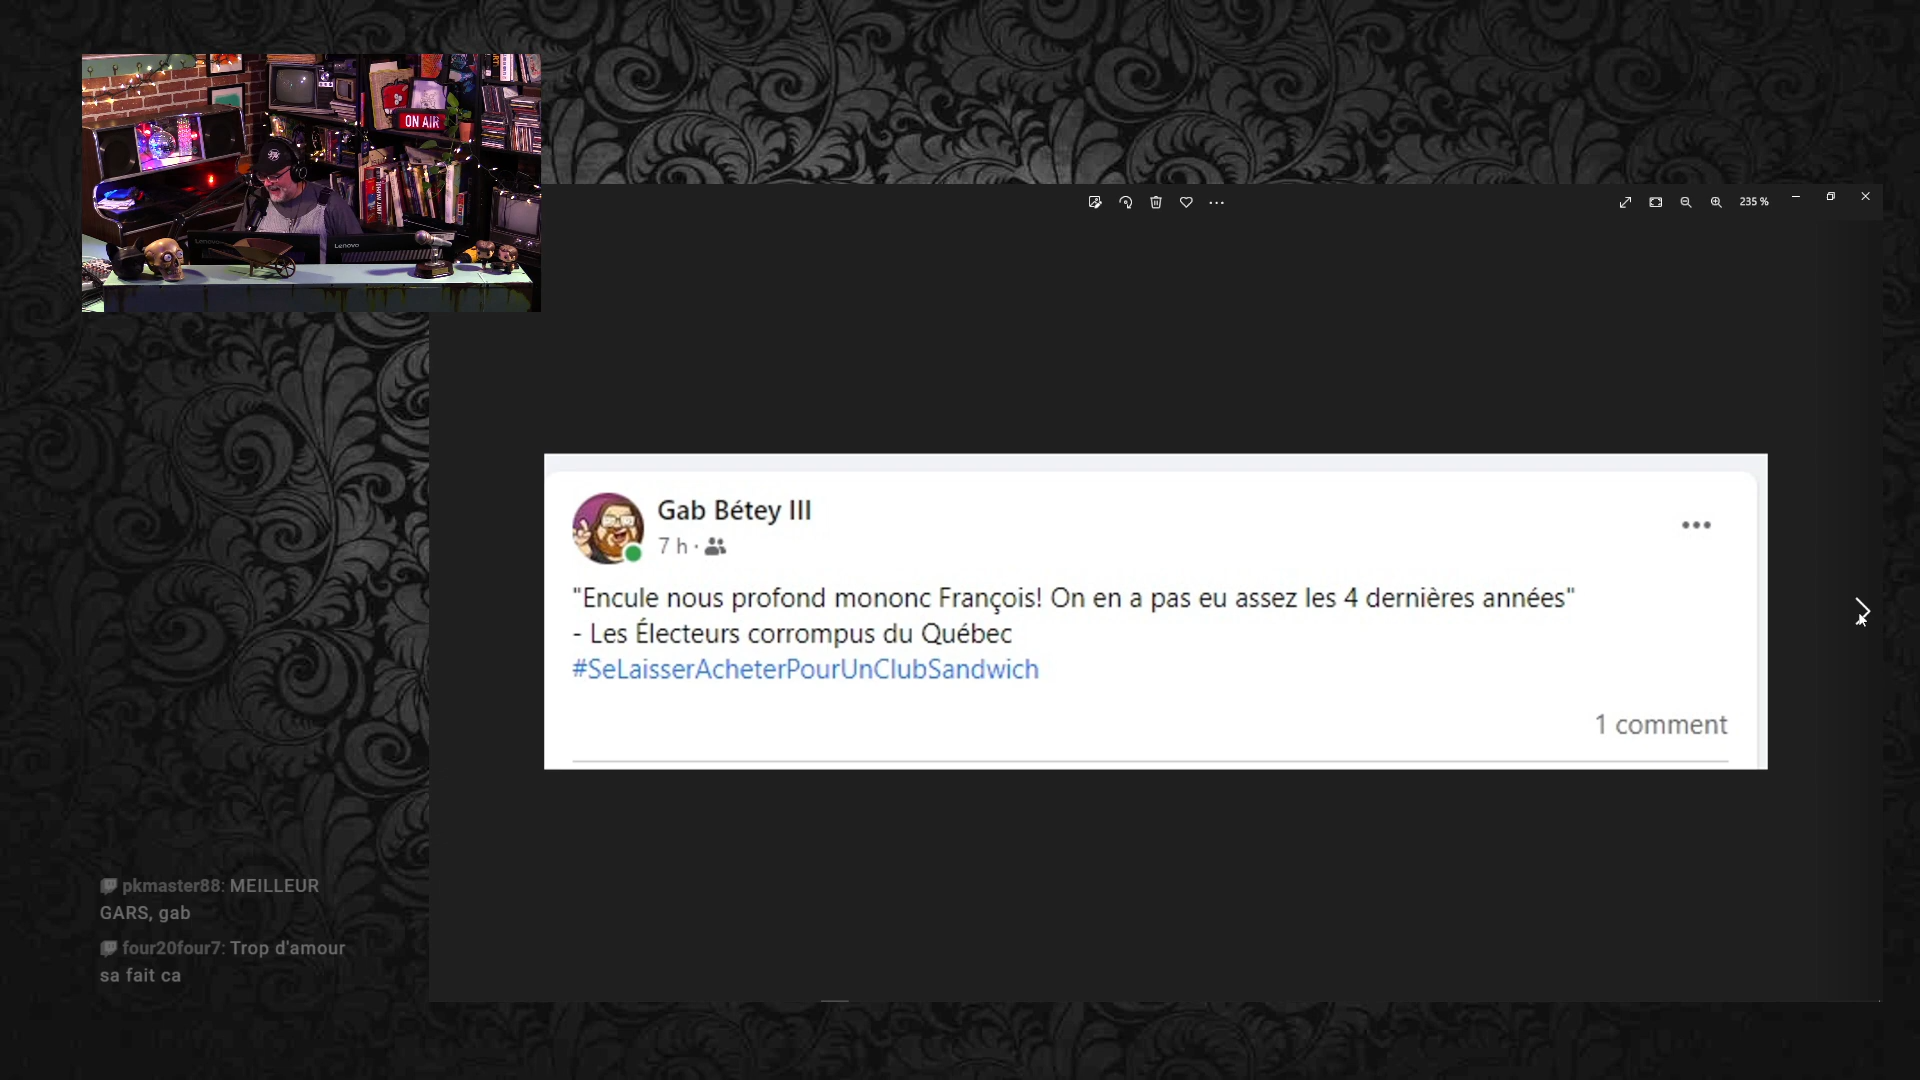 ON AIR
Lenovo
Lenovo
235 %
Gab Bétey III
7 h ·
"Encule nous profond mononc François! On en a pas eu assez les 4 dernières années"
- Les Électeurs corrompus du Québec
#SeLaisserAcheterPourUnClubSandwich
1 comment
pkmaster88: MEILLEUR
GARS, gab
four20four7: Trop d'amour
sa fait ca